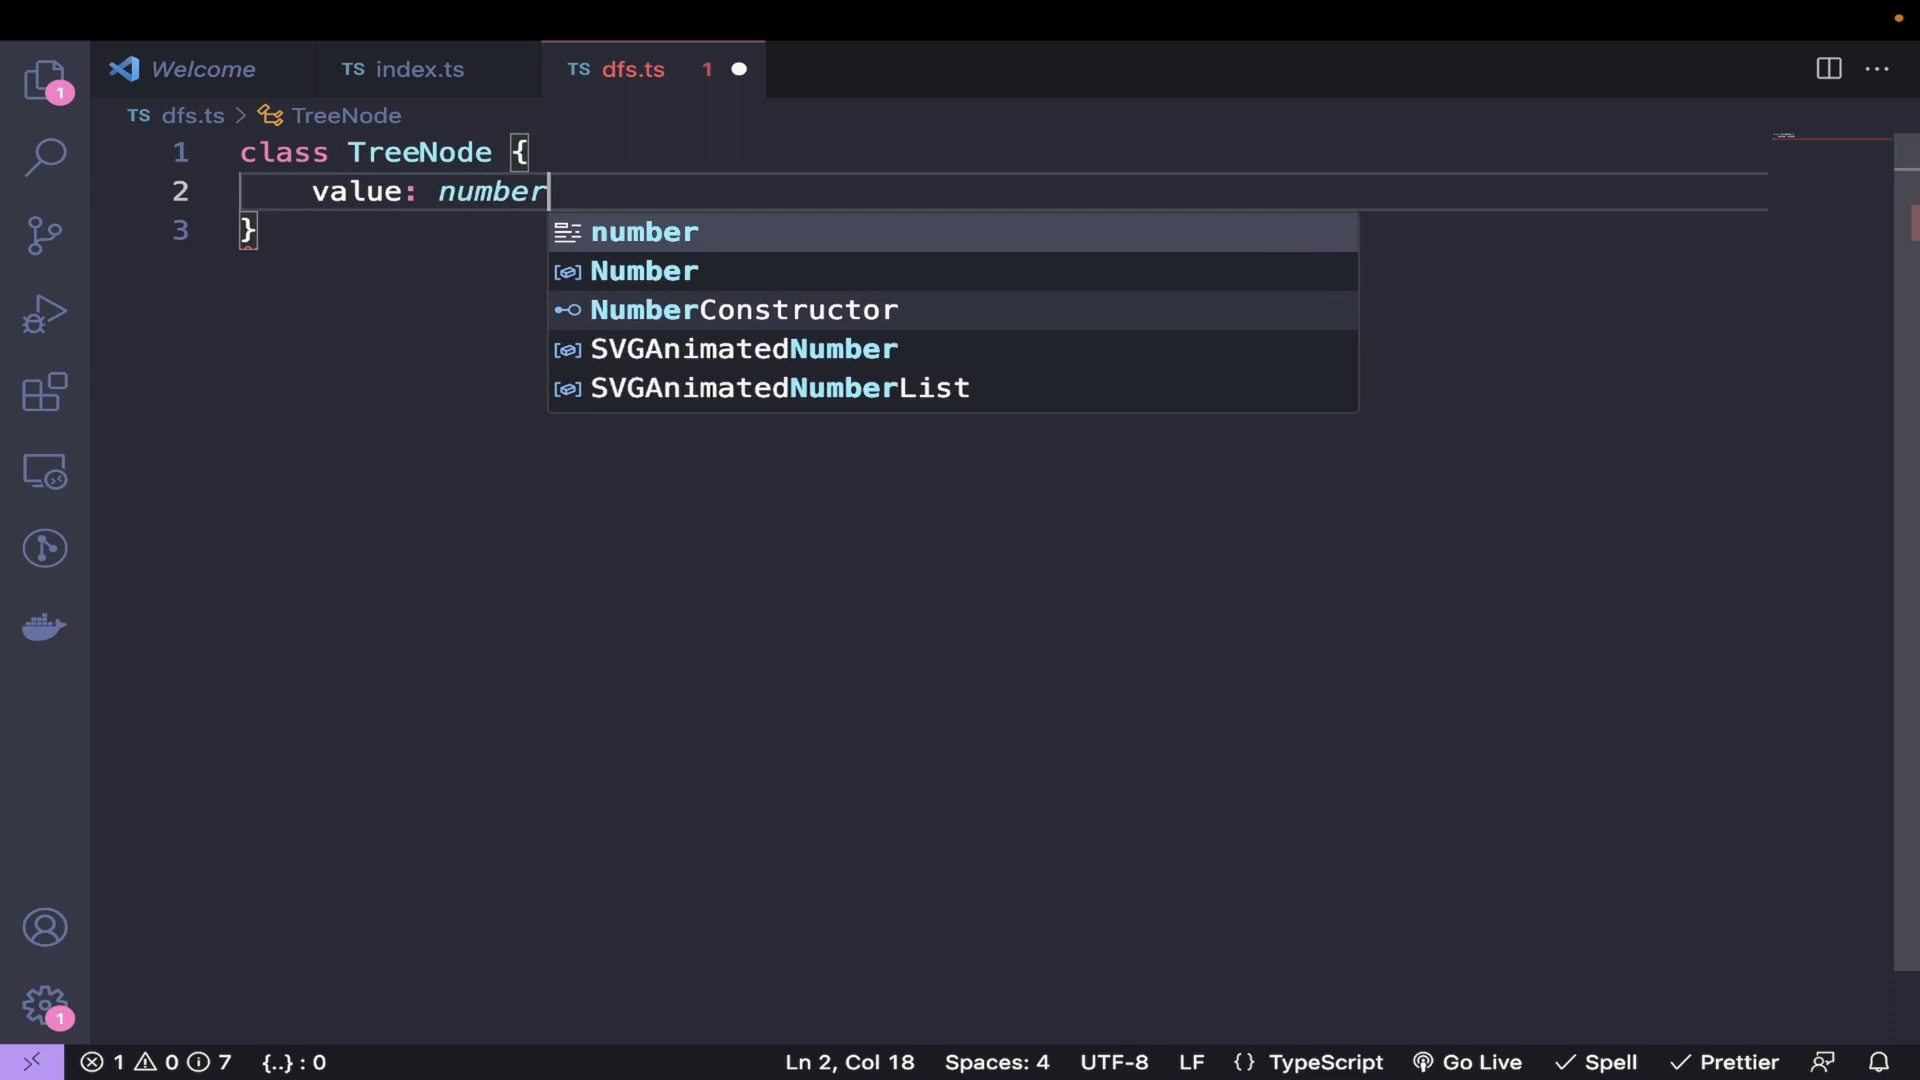 Welcome
TS index.ts
TS dfs.ts 1
1
TS dfs.ts > TreeNode
1 class TreeNode {
2 value: number
3 }
number
Number
NumberConstructor
SVGAnimatedNumber
SVGAnimatedNumberList
1
1 0 7 {..} : 0
Ln 2, Col 18 Spaces: 4 UTF-8 LF {} TypeScript Go Live Spell Prettier